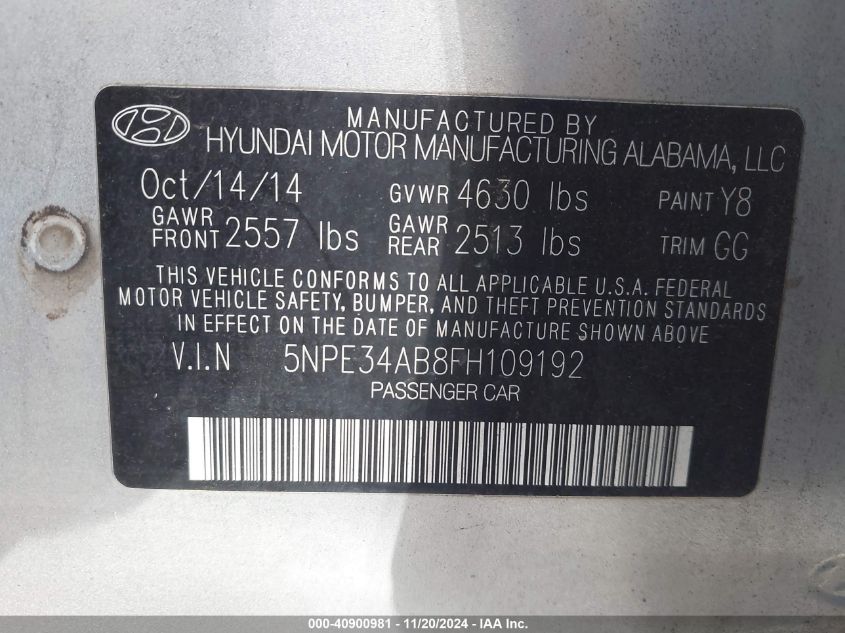 MANUFACTURED BY
HYUNDAI MOTOR MANUFACTURING ALABAMA, LLC
Oct/14/14 GVWR 4630 lbs PAINT Y8
GAWR FRONT 2557 lbs GAWR REAR 2513 lbs TRIM GG
THIS VEHICLE CONFORMS TO ALL APPLICABLE U.S.A. FEDERAL
MOTOR VEHICLE SAFETY, BUMPER, AND THEFT PREVENTION STANDARDS
IN EFFECT ON THE DATE OF MANUFACTURE SHOWN ABOVE
V.I.N 5NPE34AB8FH109192
PASSENGER CAR
000-40900981 - 11/20/2024 - IAA Inc.